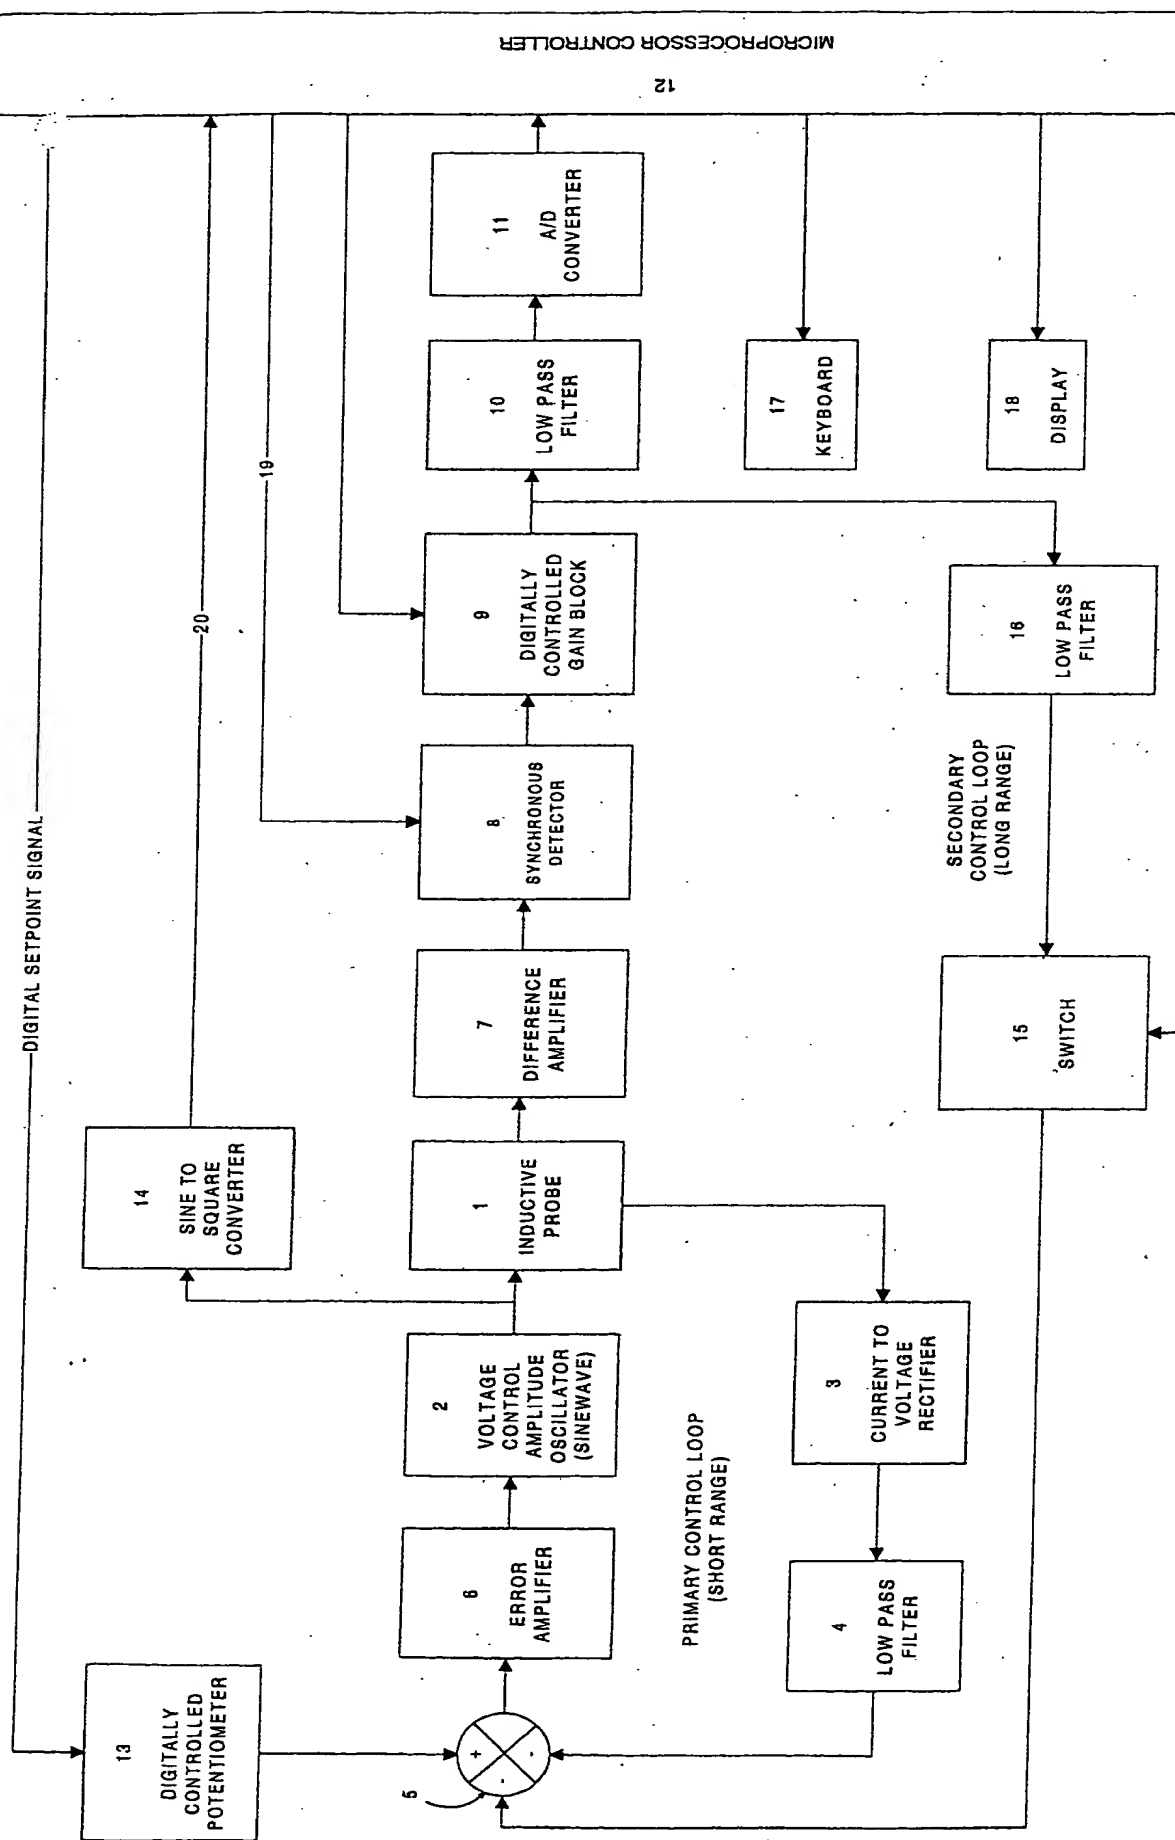 DIGITAL SETPOINT SIGNAL
13
DIGITALLY
CONTROLLED
POTENTIOMETER
14
SINE TO
SQUARE
CONVERTER
20
19
5
+
-
-
6
ERROR
AMPLIFIER
2
VOLTAGE
CONTROL
AMPLITUDE
OSCILLATOR
(SINEWAVE)
1
INDUCTIVE
PROBE
7
DIFFERENCE
AMPLIFIER
8
SYNCHRONOUS
DETECTOR
9
DIGITALLY
CONTROLLED
GAIN BLOCK
10
LOW PASS
FILTER
11
A/D
CONVERTER
12
MICROPROCESSOR CONTROLLER
PRIMARY CONTROL LOOP
(SHORT RANGE)
4
LOW PASS
FILTER
3
CURRENT TO
VOLTAGE
RECTIFIER
17
KEYBOARD
18
DISPLAY
SECONDARY
CONTROL LOOP
(LONG RANGE)
15
SWITCH
16
LOW PASS
FILTER